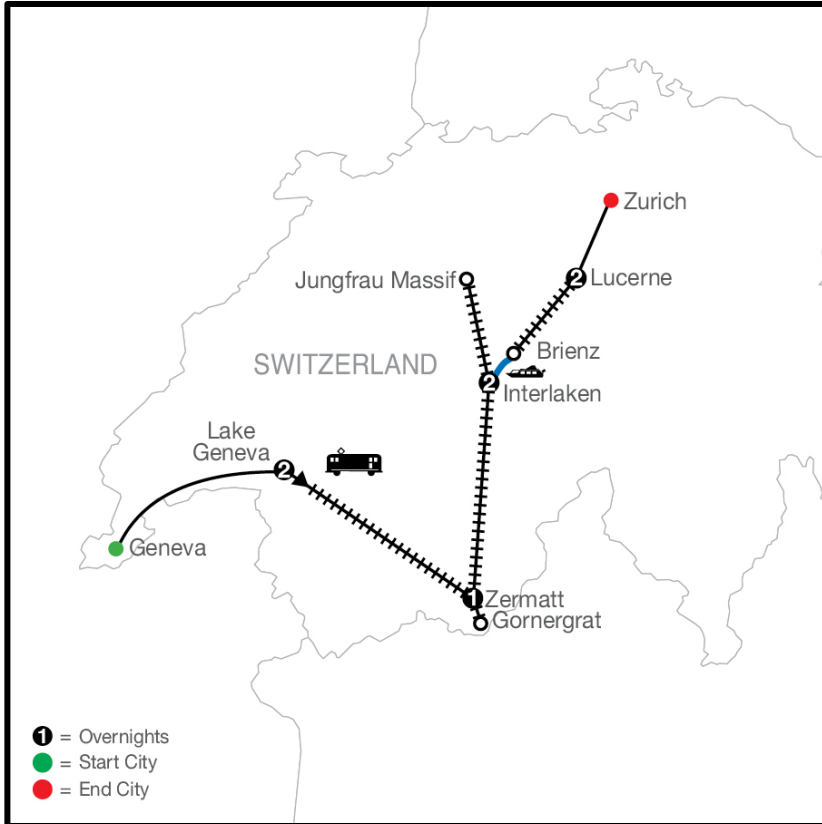 Zurich
Jungfrau Massif
2
Lucerne
Brienz
SWITZERLAND
2
Interlaken
Lake
Geneva
2
Geneva
1
Zermatt
Gornergrat
1 = Overnights
= Start City
= End City